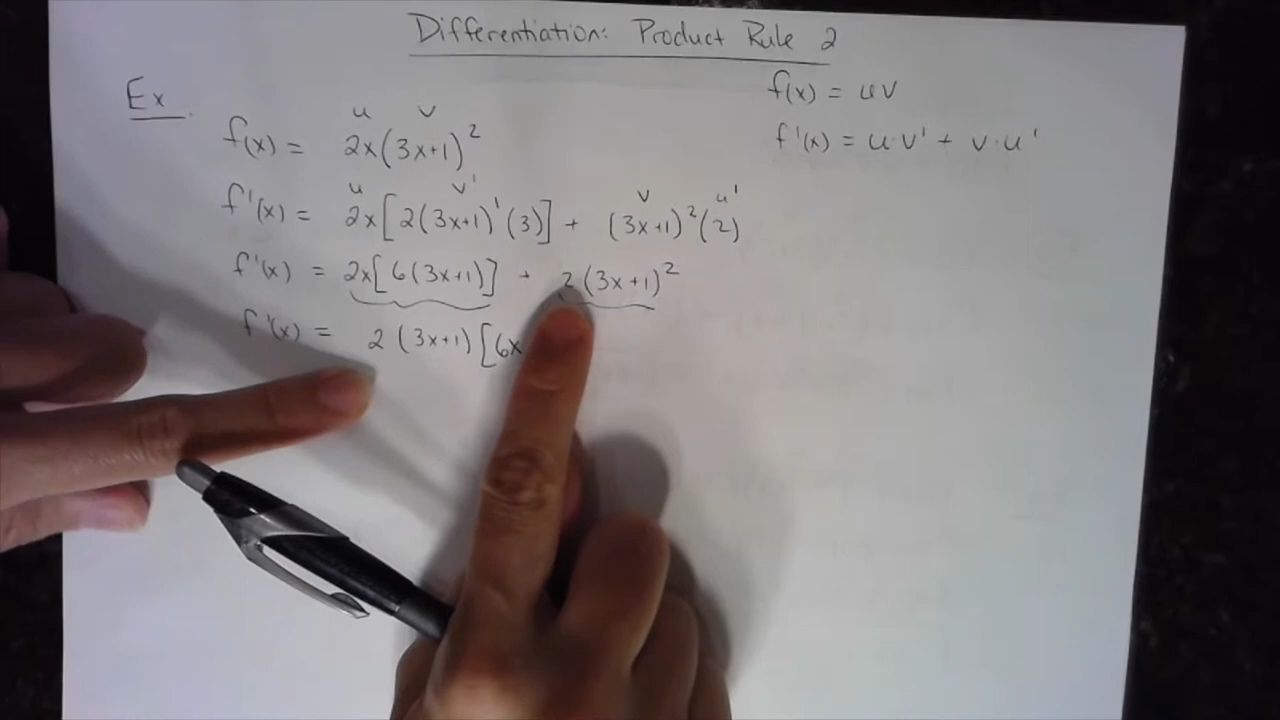 Differentiation: Product Rule 2
f(x) = uv
f'(x) = u·v' + v·u'
Ex
u v
f(x) = 2x(3x+1)²
u v' v u'
f'(x) = 2x[2(3x+1)¹(3)] + (3x+1)²(2)
f'(x) = 2x[6(3x+1)] + 2(3x+1)²
f'(x) = 2(3x+1)[6x